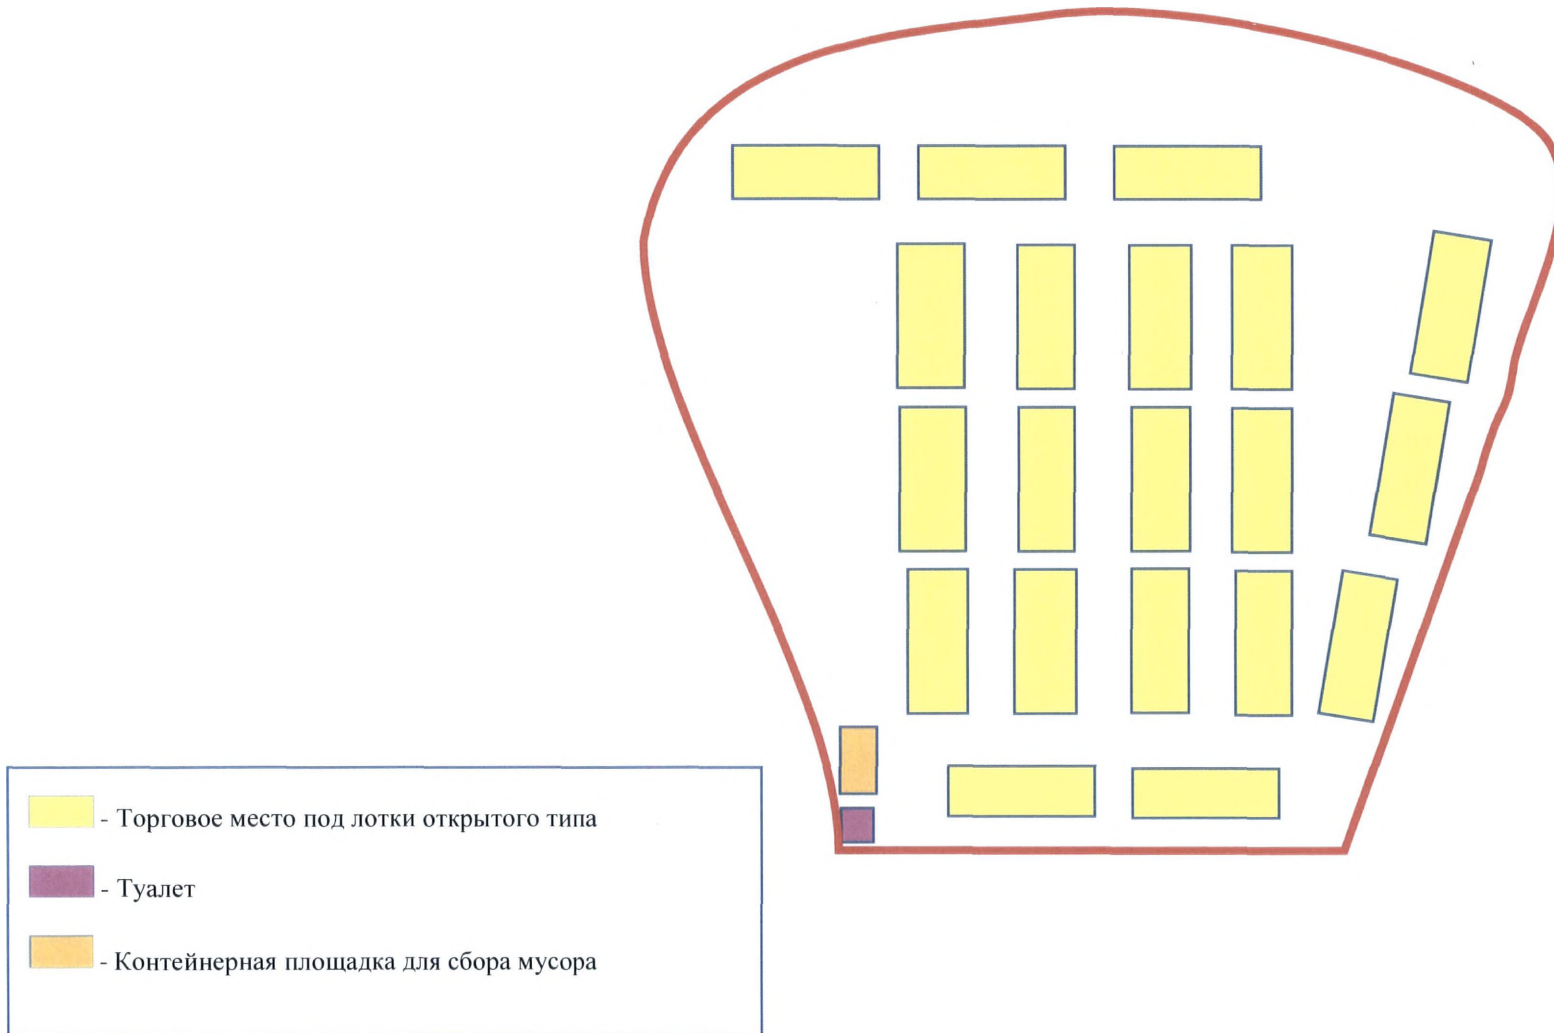 - Торговое место под лотки открытого типа
- Туалет
- Контейнерная площадка для сбора мусора